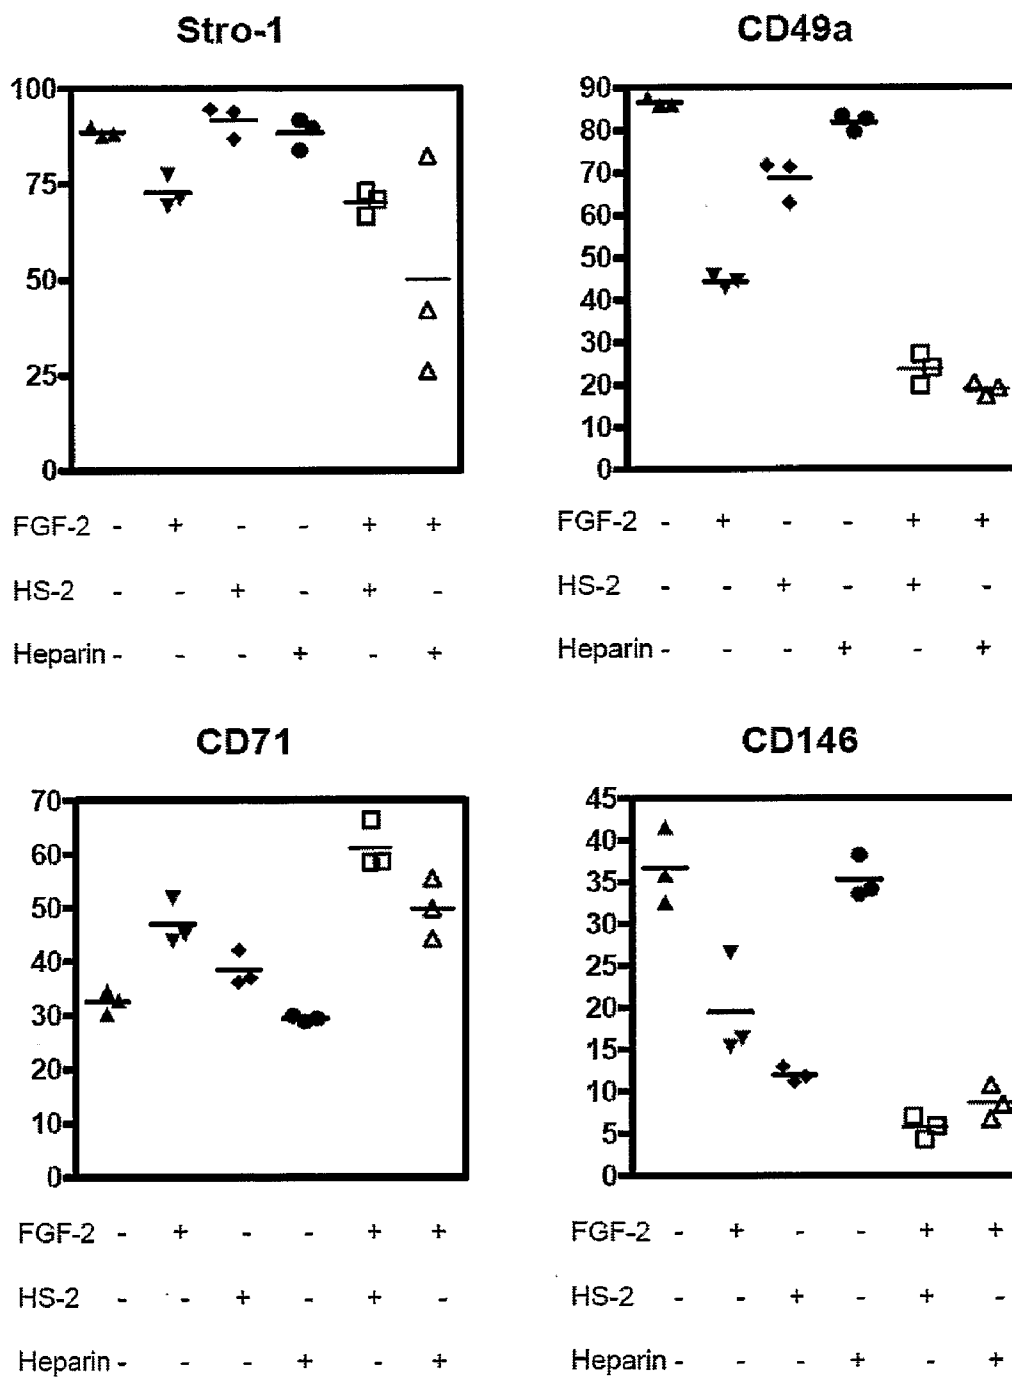 Stro-1
100
75
50
25
0
FGF-2 - + - - + +
HS-2 - - + - + -
Heparin - - - - + - +
CD49a
90
80
70
60
50
40
30
20
10
0
FGF-2 - + - - + +
HS-2 - - + - + -
Heparin - - - + - +
CD71
70
60
50
40
30
20
10
0
FGF-2 - + - - + +
HS-2 - - + - + -
Heparin - - - + - +
CD146
45
40
35
30
25
20
15
10
5
0
FGF-2 - + - - + +
HS-2 - - + - + -
Heparin - - - + - +